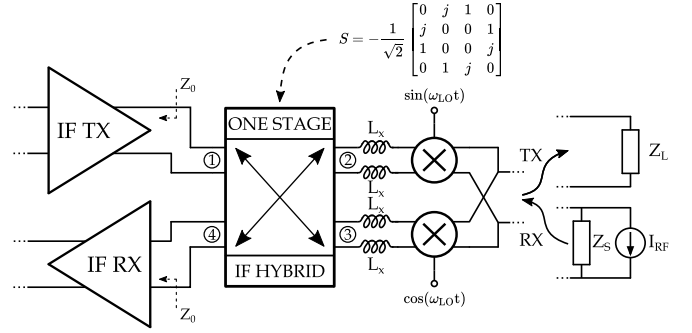 S = -1/√2 [0 j 1 0
j 0 0 1
1 0 0 j
0 1 j 0]
sin(ωLOt)
Z0
IF TX
ONE STAGE
Lx
TX
ZL
①
②
Lx
Lx
④
③
RX
ZS
IRF
IF RX
IF HYBRID
Lx
Z0
cos(ωLOt)